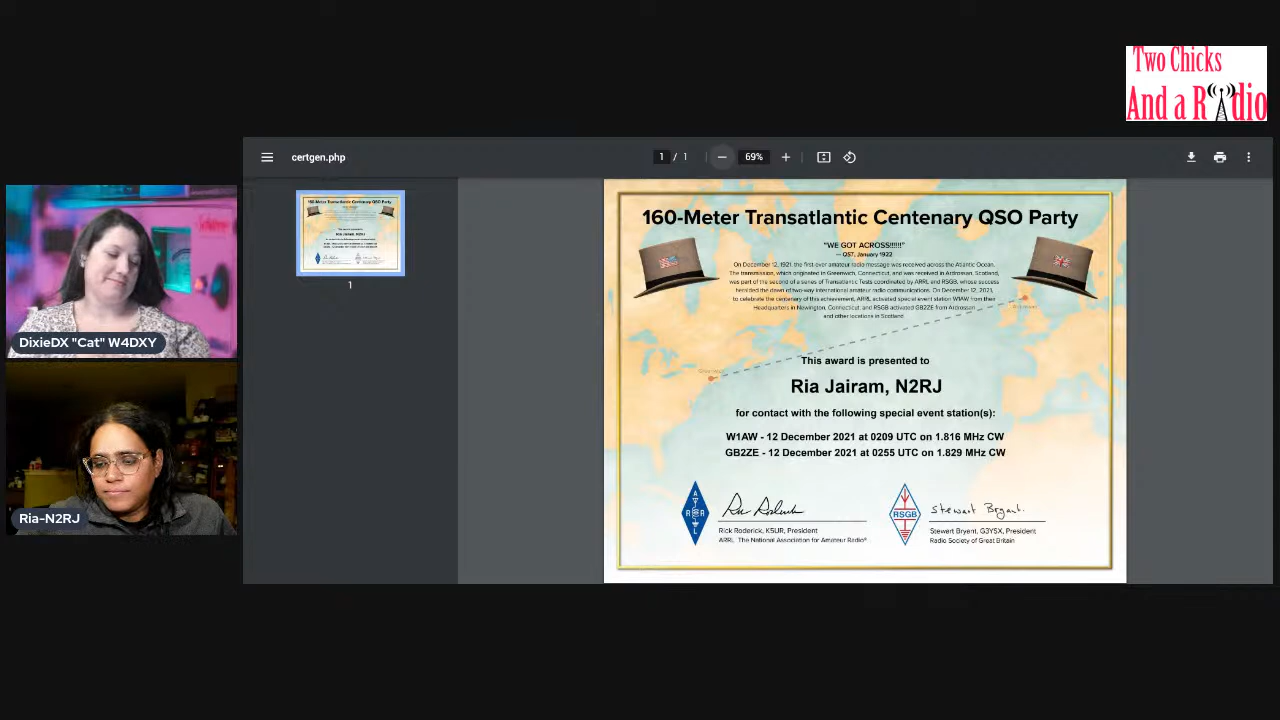 Two Chicks
And a Radio
certgen.php
1 / 1
69%
DixieDX "Cat" W4DXY
Ria-N2RJ
1
160-Meter Transatlantic Centenary QSO Party
"WE GOT ACROSS!!!!!!"
— QST, January 1922
On December 12, 1921, the first-ever amateur radio message was received across the Atlantic Ocean.
The transmission, which originated in Greenwich, Connecticut, and was received in Ardrossan, Scotland,
was part of the second of a series of Transatlantic Tests coordinated by ARRL and RSGB, whose success
heralded the dawn of two-way international amateur radio communications. On December 12, 2021,
to celebrate the centenary of this achievement, ARRL activated special event station W1AW from their
Headquarters in Newington, Connecticut, and RSGB activated GB2ZE from Ardrossan
and other locations in Scotland.
This award is presented to
Ria Jairam, N2RJ
for contact with the following special event station(s):
W1AW - 12 December 2021 at 0209 UTC on 1.816 MHz CW
GB2ZE - 12 December 2021 at 0255 UTC on 1.829 MHz CW
ARRL
RSGB
Stewart Bryant.
Rick Roderick, K5UR, President
ARRL The National Association for Amateur Radio®
Stewart Bryant, G3YSX, President
Radio Society of Great Britain